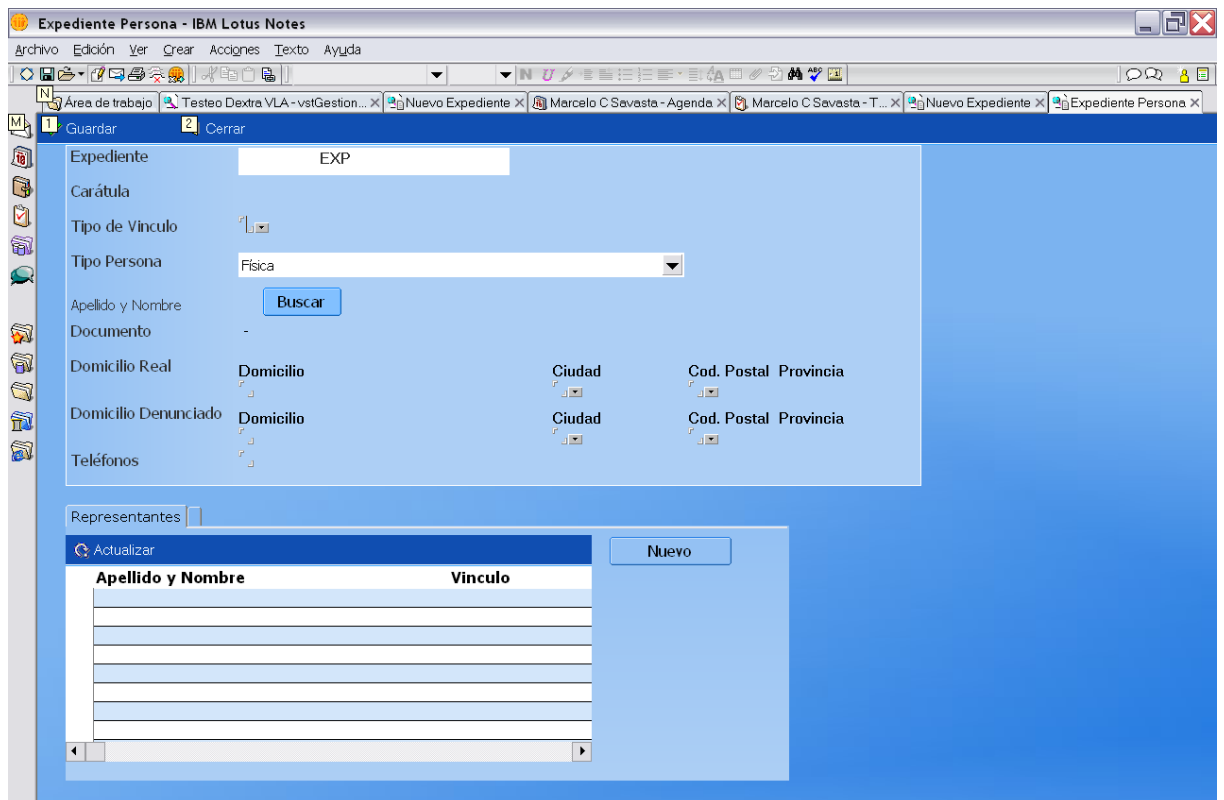 Expediente Persona - IBM Lotus Notes
Archivo Edición Ver Crear Acciones Texto Ayuda
N
Área de trabajo Testeo Dextra VLA - vstGestion... Nuevo Expediente Marcelo C Savasta - Agenda Marcelo C Savasta - T... Nuevo Expediente Expediente Persona
M 1 Guardar 2 Cerrar
Expediente EXP
Carátula
Tipo de Vinculo
Tipo Persona Física
Apellido y Nombre Buscar
Documento -
Domicilio Real Domicilio Ciudad Cod. Postal Provincia
Domicilio Denunciado Domicilio Ciudad Cod. Postal Provincia
Teléfonos
Representantes
Actualizar Nuevo
Apellido y Nombre Vinculo